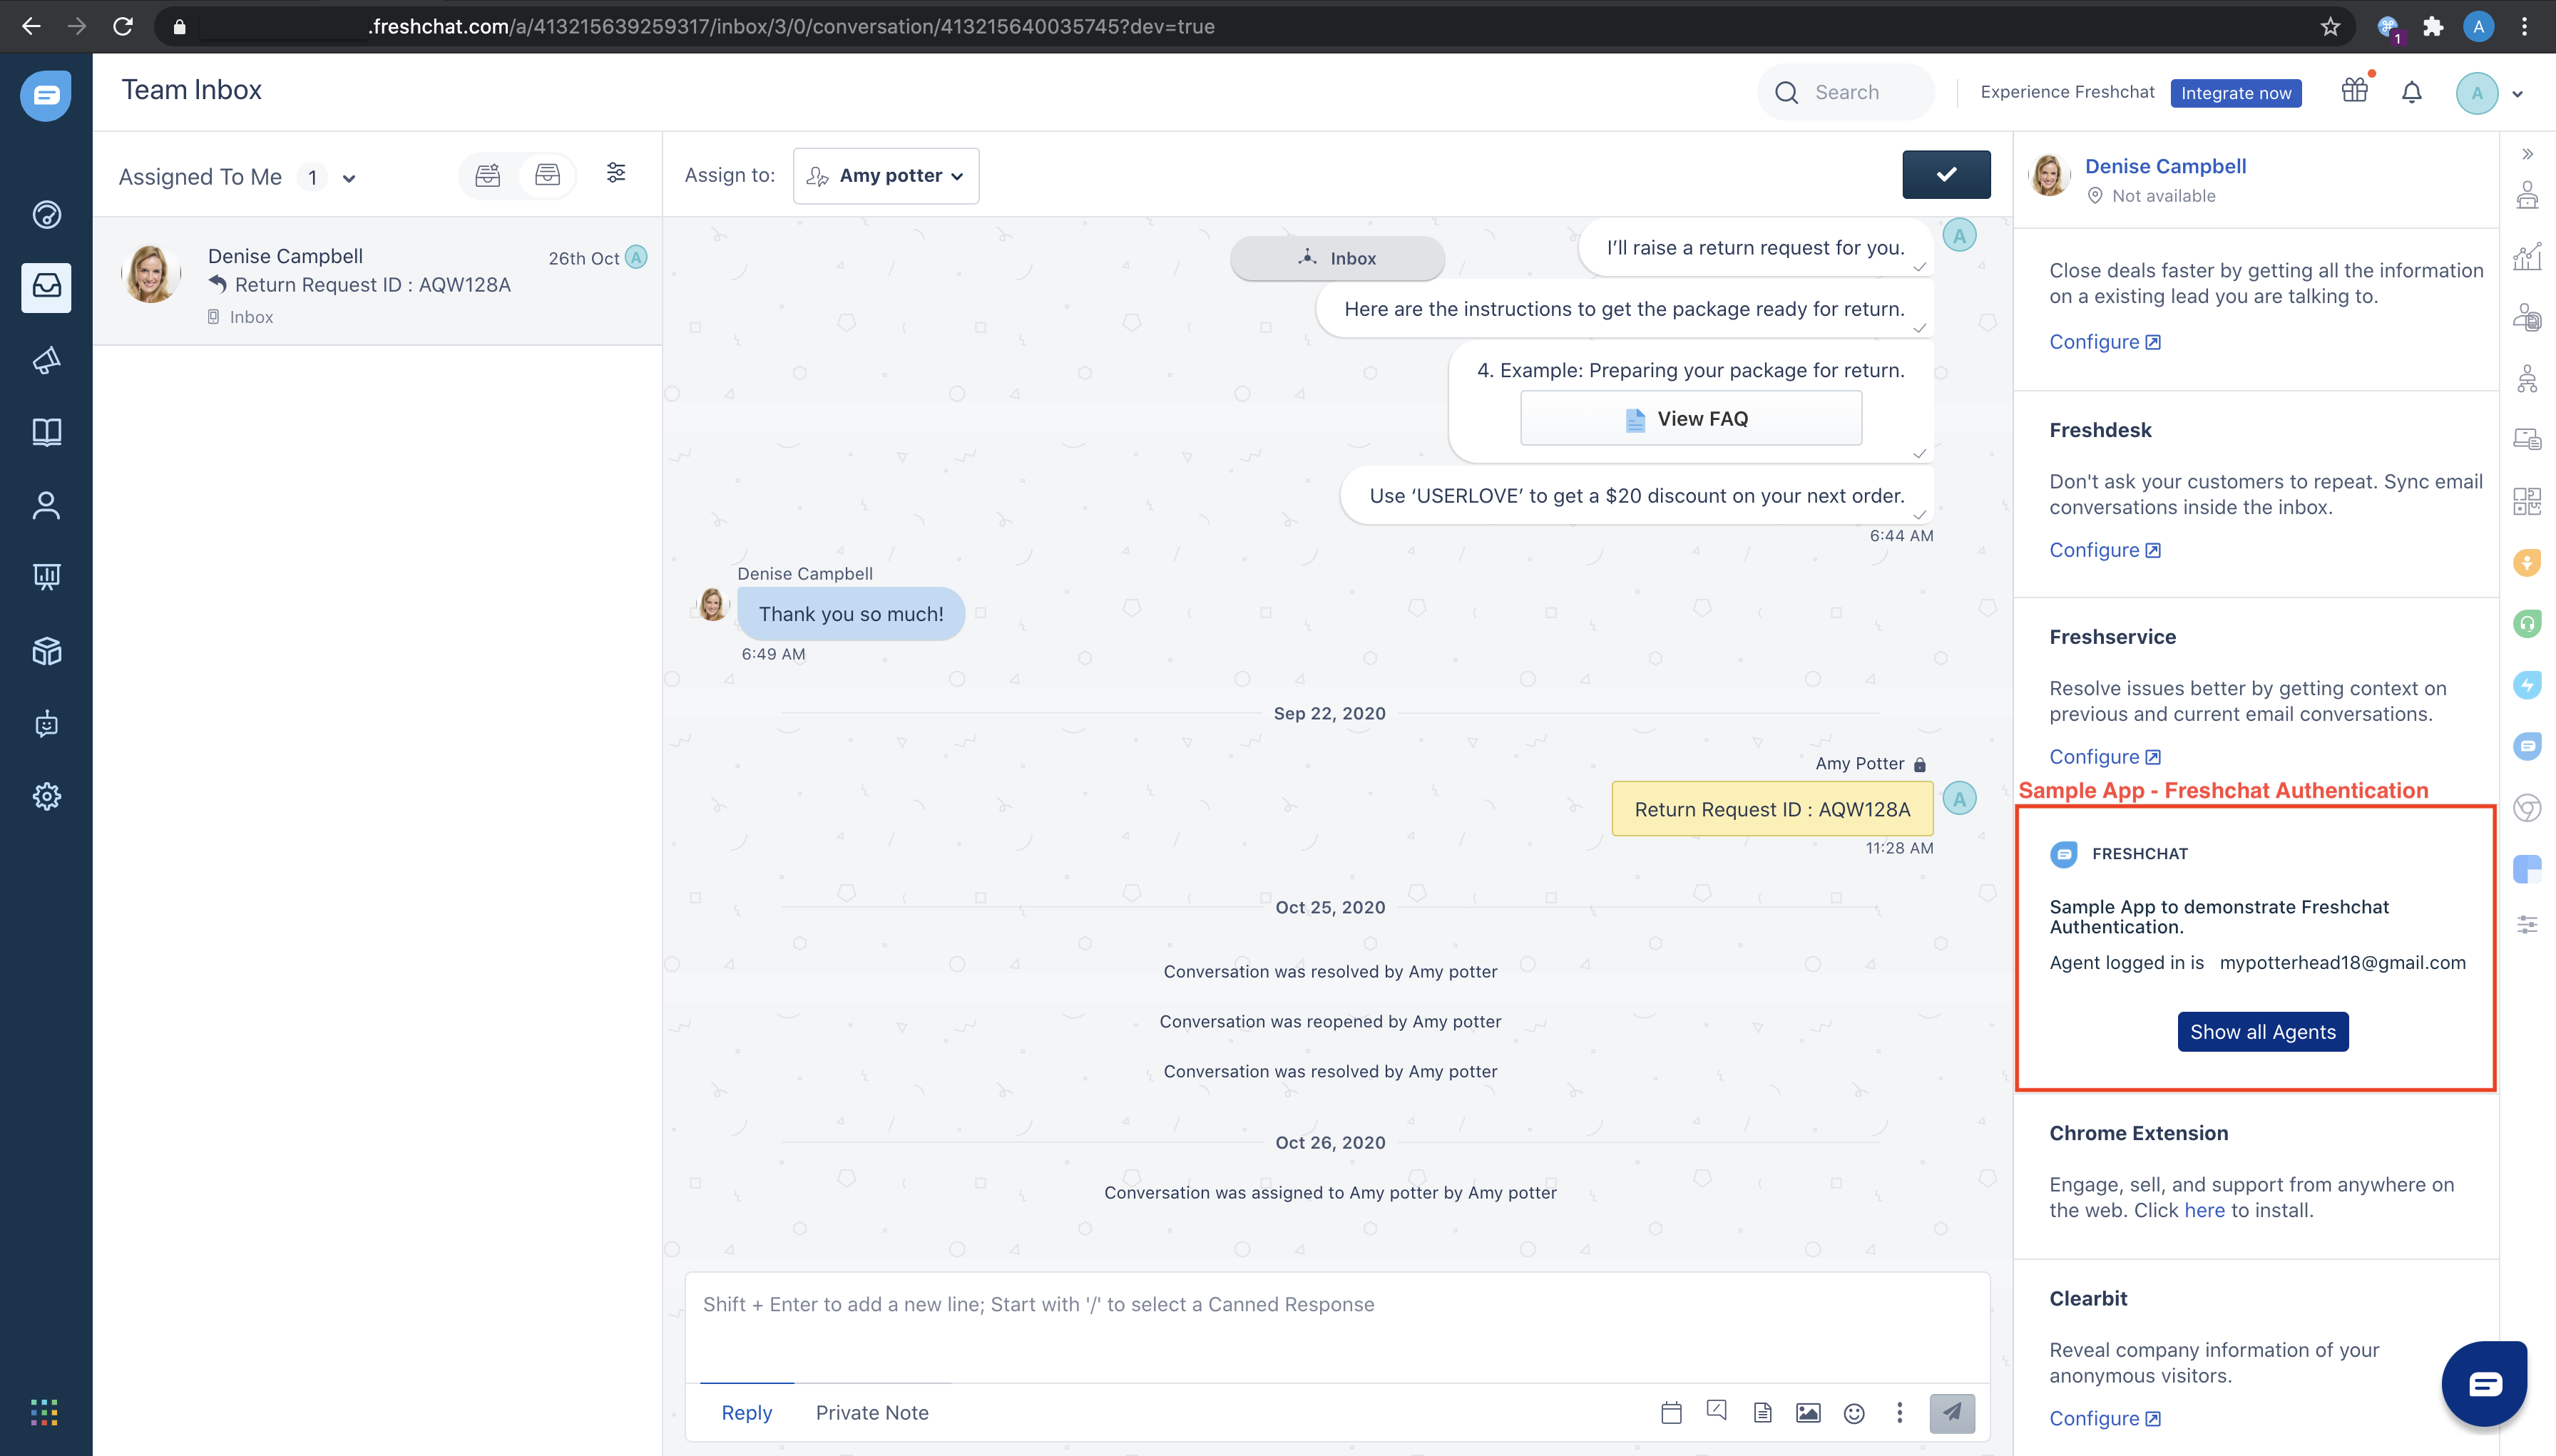 .freshchat.com/a/413215639259317/inbox/3/0/conversation/413215640035745?dev=true
1
A
Team Inbox
Search
Experience Freshchat
Integrate now
A
Assigned To Me 1
Denise Campbell
26th Oct A
Return Request ID : AQW128A
Inbox
Assign to:
Amy potter
Inbox
I’ll raise a return request for you.
A
Here are the instructions to get the package ready for return.
4. Example: Preparing your package for return.
View FAQ
Use ‘USERLOVE’ to get a $20 discount on your next order.
6:44 AM
Denise Campbell
Thank you so much!
6:49 AM
Sep 22, 2020
Amy Potter
Return Request ID : AQW128A
A
11:28 AM
Oct 25, 2020
Conversation was resolved by Amy potter
Conversation was reopened by Amy potter
Conversation was resolved by Amy potter
Oct 26, 2020
Conversation was assigned to Amy potter by Amy potter
Shift + Enter to add a new line; Start with '/' to select a Canned Response
Reply
Private Note
Denise Campbell
Not available
Close deals faster by getting all the information
on a existing lead you are talking to.
Configure
Freshdesk
Don't ask your customers to repeat. Sync email
conversations inside the inbox.
Configure
Freshservice
Resolve issues better by getting context on
previous and current email conversations.
Configure
Sample App - Freshchat Authentication
FRESHCHAT
Sample App to demonstrate Freshchat
Authentication.
Agent logged in is mypotterhead18@gmail.com
Show all Agents
Chrome Extension
Engage, sell, and support from anywhere on
the web. Click here to install.
Clearbit
Reveal company information of your
anonymous visitors.
Configure